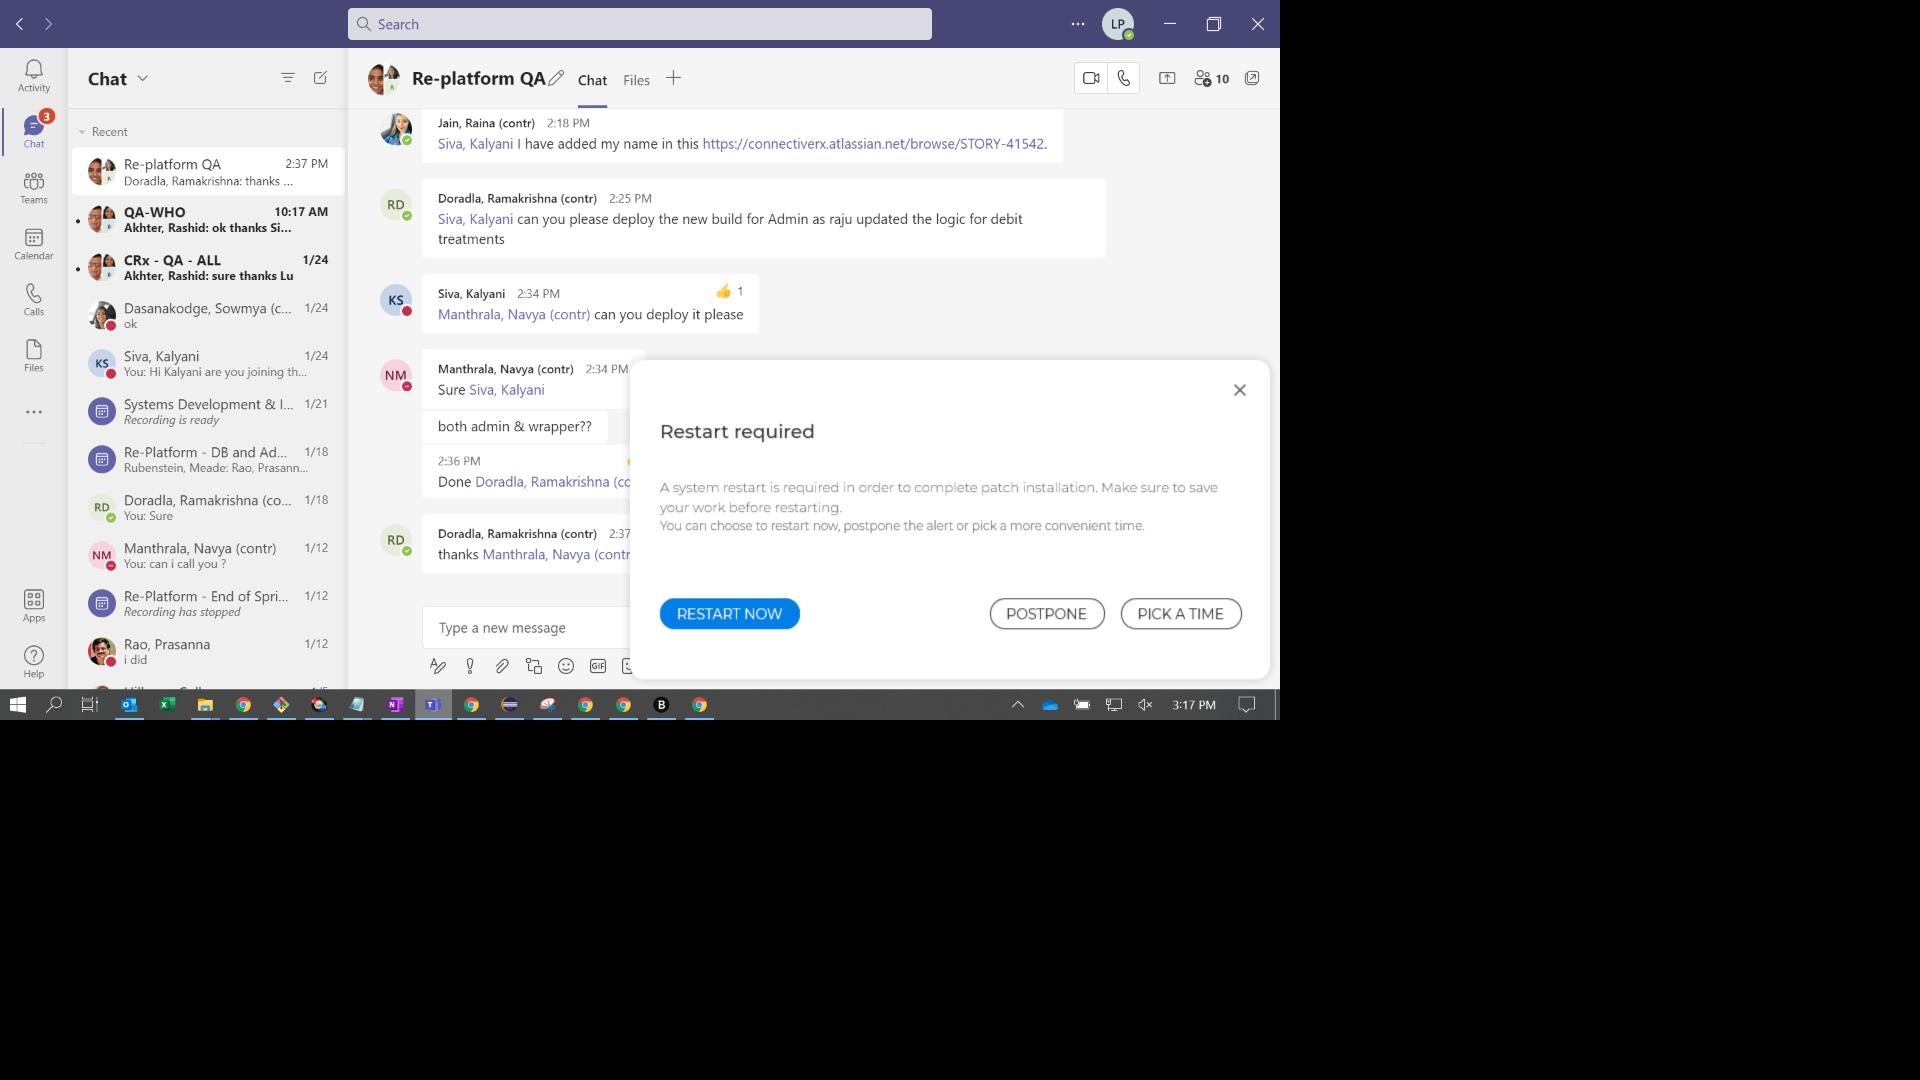 Search
LP
Activity
3
Chat
Teams
Calendar
Calls
Files
Apps
Help
Chat
Recent
Re-platform QA 2:37 PM
Doradla, Ramakrishna: thanks ...
QA-WHO 10:17 AM
Akhter, Rashid: ok thanks Si...
CRx - QA - ALL 1/24
Akhter, Rashid: sure thanks Lu
Dasanakodge, Sowmya (c... 1/24
ok
KS
Siva, Kalyani 1/24
You: Hi Kalyani are you joining th...
Systems Development & I... 1/21
Recording is ready
Re-Platform - DB and Ad... 1/18
Rubenstein, Meade: Rao, Prasann...
RD
Doradla, Ramakrishna (co... 1/18
You: Sure
NM
Manthrala, Navya (contr) 1/12
You: can i call you ?
Re-Platform - End of Spri... 1/12
Recording has stopped
Rao, Prasanna 1/12
i did
Re-platform QA Chat Files 10
Jain, Raina (contr) 2:18 PM
Siva, Kalyani I have added my name in this https://connectiverx.atlassian.net/browse/STORY-41542.
RD
Doradla, Ramakrishna (contr) 2:25 PM
Siva, Kalyani can you please deploy the new build for Admin as raju updated the logic for debit
treatments
KS
Siva, Kalyani 2:34 PM 1
Manthrala, Navya (contr) can you deploy it please
NM
Manthrala, Navya (contr) 2:34 PM
Sure Siva, Kalyani
both admin & wrapper??
2:36 PM
Done Doradla, Ramakrishna (co
RD
Doradla, Ramakrishna (contr) 2:37
thanks Manthrala, Navya (contr
Type a new message
GIF
Restart required
A system restart is required in order to complete patch installation. Make sure to save
your work before restarting.
You can choose to restart now, postpone the alert or pick a more convenient time.
RESTART NOW POSTPONE PICK A TIME
B
3:17 PM